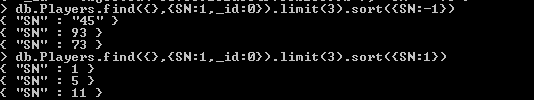 > db.Players.find({},{SN:1,_id:0}).limit(3).sort({SN:-1})
{ "SN" : "45" }
{ "SN" : 93 }
{ "SN" : 73 }
> db.Players.find({},{SN:1,_id:0}).limit(3).sort({SN:1})
{ "SN" : 1 }
{ "SN" : 5 }
{ "SN" : 11 }